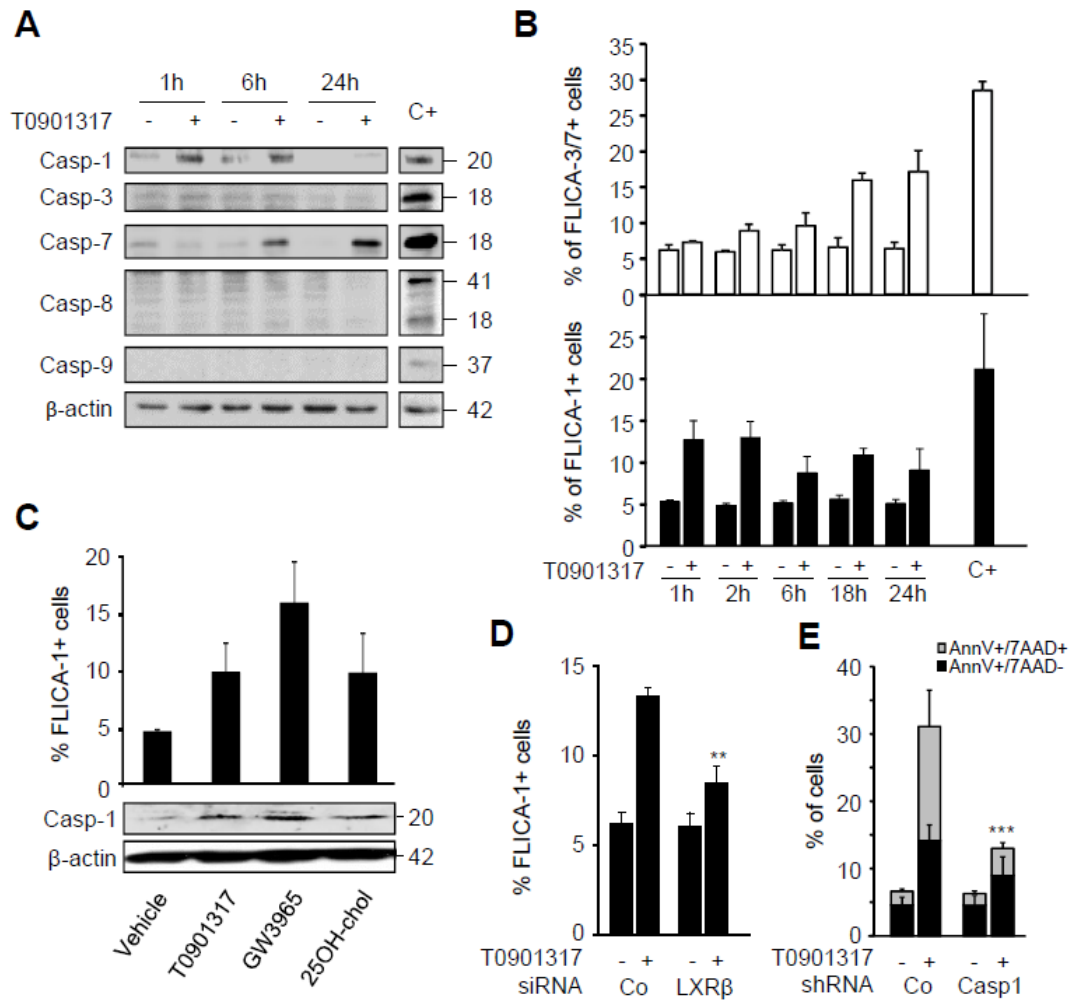 A
1h 6h 24h
T0901317 - + - + - + C+
Casp-1 20
Casp-3 18
Casp-7 18
Casp-8 41
18
Casp-9 37
β-actin 42
B
% of FLICA-3/7+ cells
35
30
25
20
15
10
5
0
% of FLICA-1+ cells
25
20
15
10
5
0
T0901317 - + - + - + - + - + C+
1h 2h 6h 18h 24h
C
% FLICA-1+ cells
20
15
10
5
0
Casp-1 20
β-actin 42
Vehicle
T0901317
GW3965
25OH-chol
D
% FLICA-1+ cells
15
10
5
0
**
T0901317 - + - +
siRNA Co LXRβ
E
AnnV+/7AAD+
AnnV+/7AAD-
% of cells
40
30
20
10
0
***
T0901317 - + - +
shRNA Co Casp1